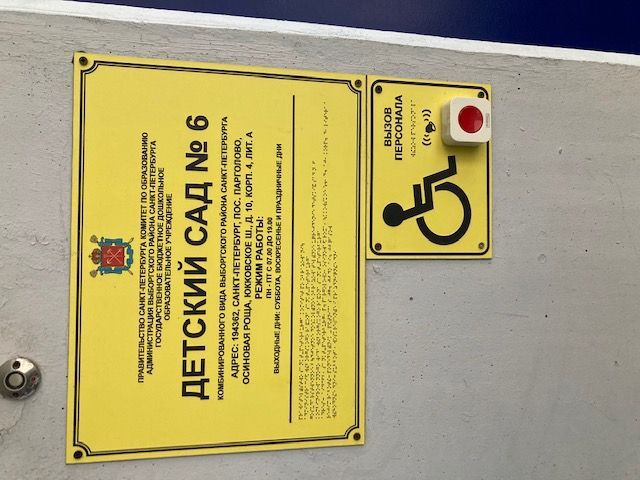 ПРАВИТЕЛЬСТВО САНКТ-ПЕТЕРБУРГА КОМИТЕТ ПО ОБРАЗОВАНИЮ
АДМИНИСТРАЦИЯ ВЫБОРГСКОГО РАЙОНА САНКТ-ПЕТЕРБУРГА
ГОСУДАРСТВЕННОЕ БЮДЖЕТНОЕ ДОШКОЛЬНОЕ
ОБРАЗОВАТЕЛЬНОЕ УЧРЕЖДЕНИЕ
ДЕТСКИЙ САД № 6
КОМБИНИРОВАННОГО ВИДА ВЫБОРГСКОГО РАЙОНА САНКТ-ПЕТЕРБУРГА
АДРЕС: 194362, САНКТ-ПЕТЕРБУРГ, ПОС. ПАРГОЛОВО,
ОСИНОВАЯ РОЩА, ЮККОВСКОЕ Ш., Д. 10, КОРП. 4, ЛИТ. А
РЕЖИМ РАБОТЫ:
ПН - ПТ С 07.00 ДО 19.00
ВЫХОДНЫЕ ДНИ: СУББОТА, ВОСКРЕСЕНЬЕ И ПРАЗДНИЧНЫЕ ДНИ
ВЫЗОВ
ПЕРСОНАЛА